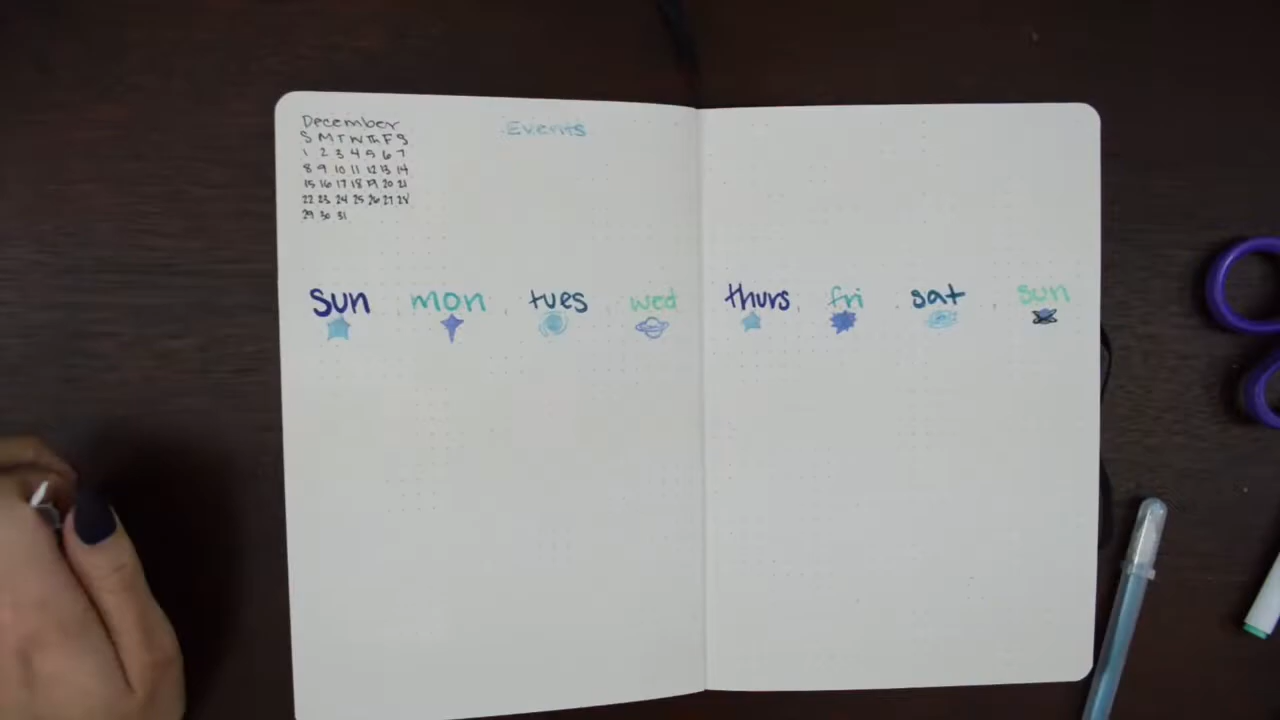 December
S M T W Th F S
1 2 3 4 5 6 7
8 9 10 11 12 13 14
15 16 17 18 19 20 21
22 23 24 25 26 27 28
29 30 31
Events
sun mon tues wed thurs fri sat sun